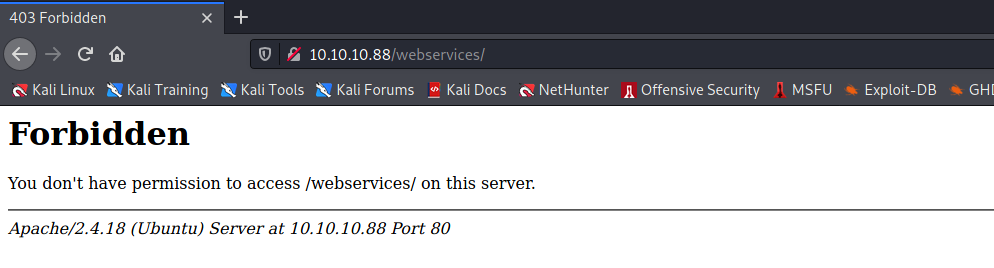 403 Forbidden
10.10.10.88/webservices/
Kali Linux Kali Training Kali Tools Kali Forums Kali Docs NetHunter Offensive Security MSFU Exploit-DB GHD
Forbidden
You don't have permission to access /webservices/ on this server.
Apache/2.4.18 (Ubuntu) Server at 10.10.10.88 Port 80